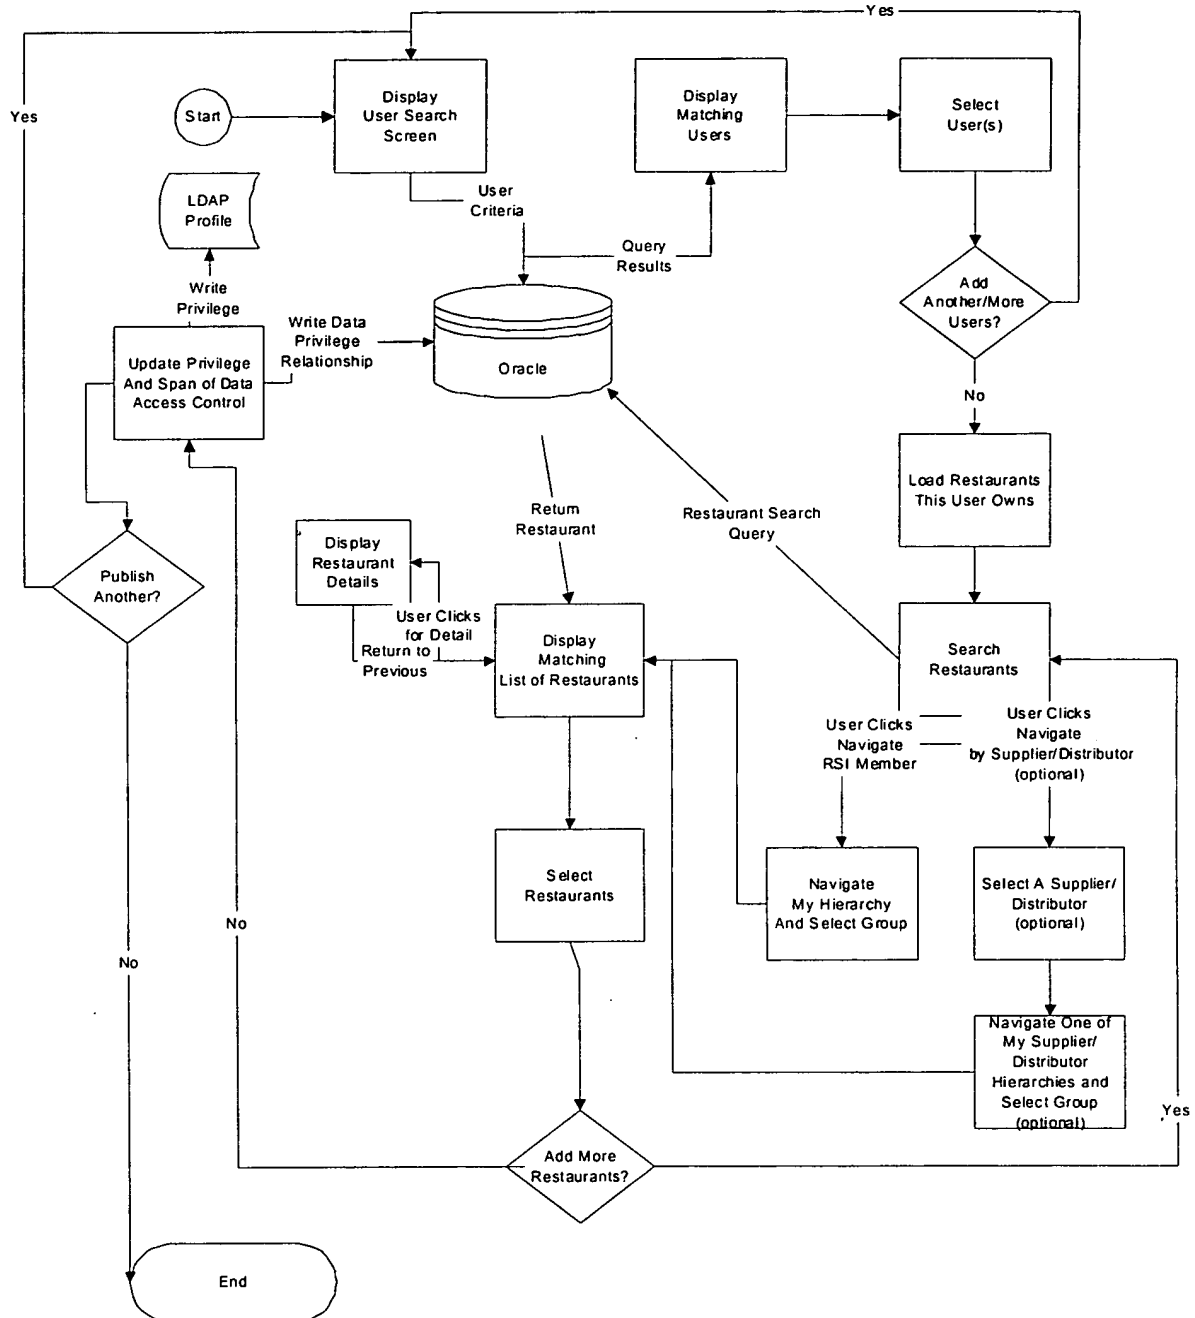 Yes
Yes
Start
Display
User Search
Screen
Display
Matching
Users
Select
User(s)
LDAP
Profile
User
Criteria
Query
Results
Add
Another/More
Users?
Write
Privilege
Write Data
Privilege
Relationship
Update Privilege
And Span of Data
Access Control
Oracle
No
Load Restaurants
This User Owns
Return
Restaurant
Restaurant Search
Query
Display
Restaurant
Details
Publish
Another?
User Clicks
for Detail
Return to
Previous
Display
Matching
List of Restaurants
Search
Restaurants
User Clicks
Navigate
RSI Member
User Clicks
Navigate
by Supplier/Distributor
(optional)
Select
Restaurants
Navigate
My Hierarchy
And Select Group
Select A Supplier/
Distributor
(optional)
No
No
Navigate One of
My Supplier/
Distributor
Hierarchies and
Select Group
(optional)
Yes
Add More
Restaurants?
End